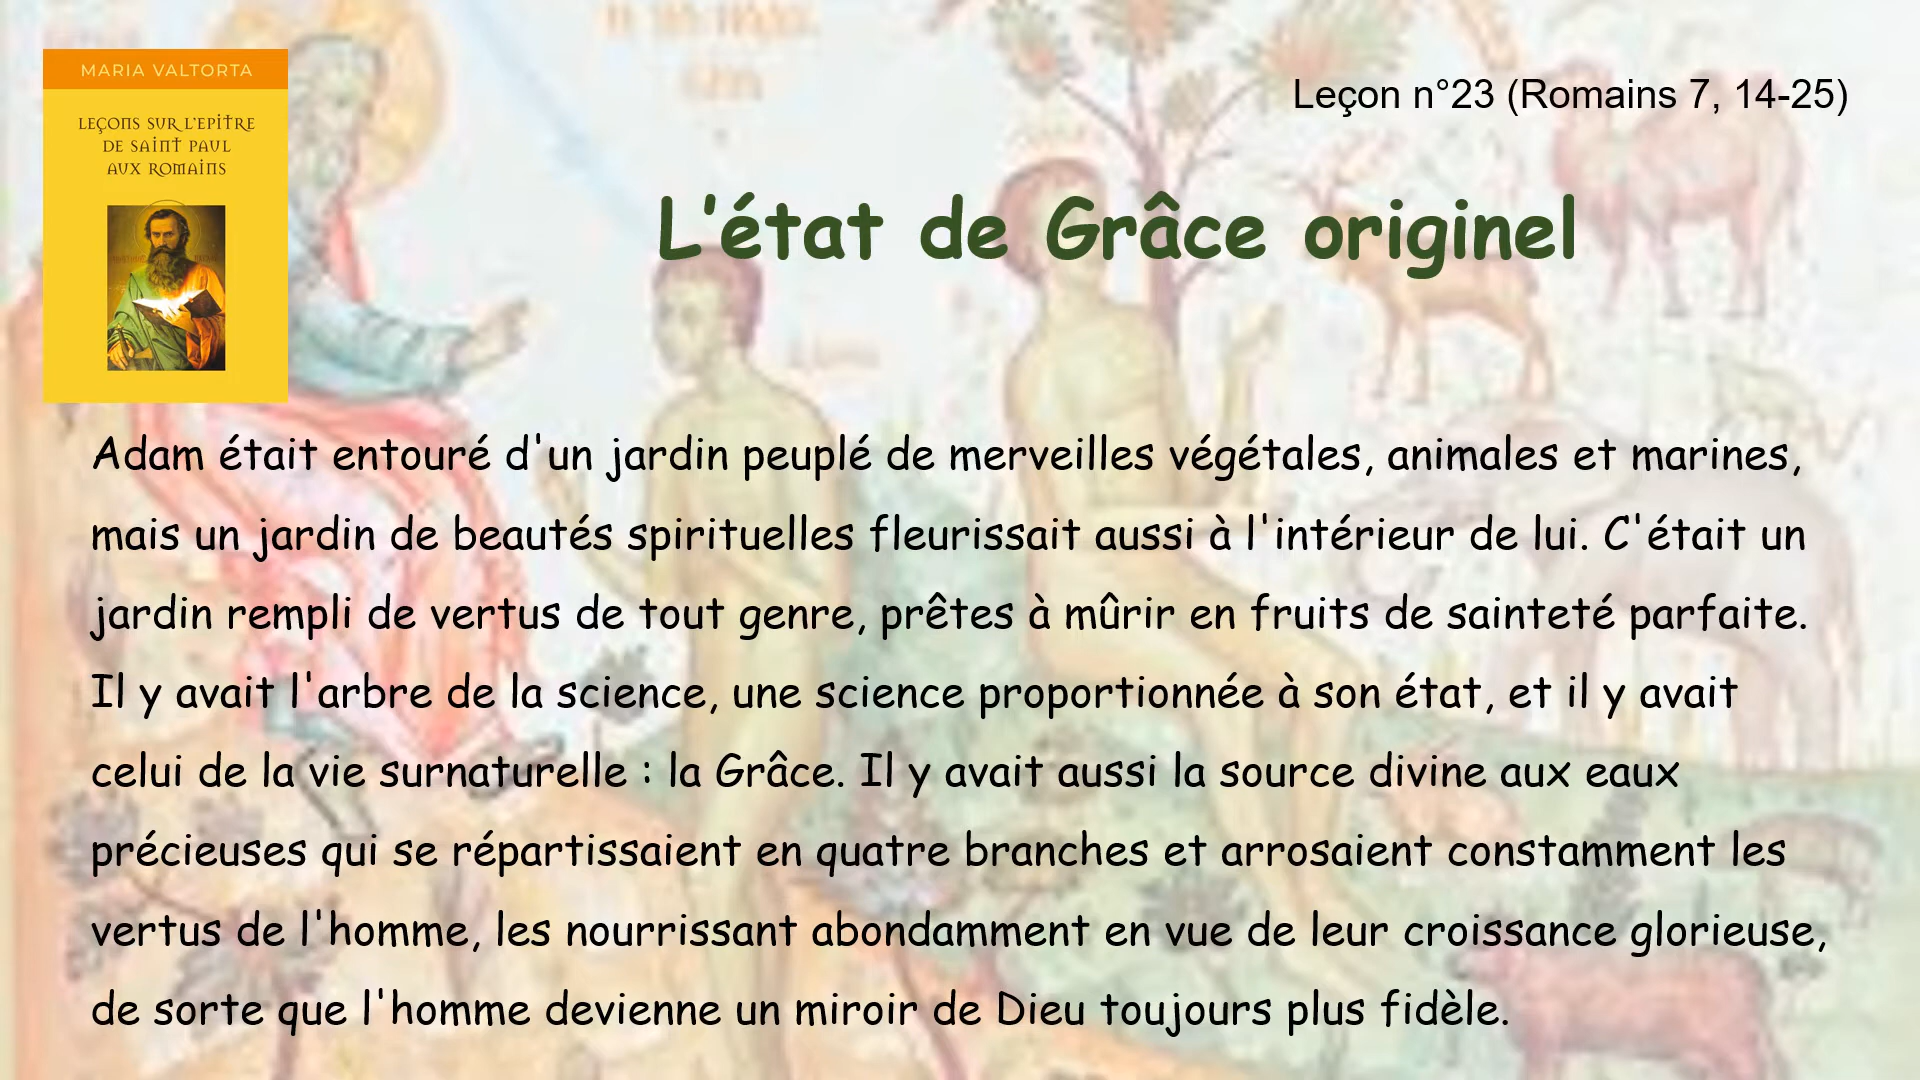 MARIA VALTORTA
LEÇONS SUR L'EPÎTRE
DE SAINT PAUL
AUX ROMAINS
Leçon n°23 (Romains 7, 14-25)
L'état de Grâce originel
Adam était entouré d'un jardin peuplé de merveilles végétales, animales et marines,
mais un jardin de beautés spirituelles fleurissait aussi à l'intérieur de lui. C'était un
jardin rempli de vertus de tout genre, prêtes à mûrir en fruits de sainteté parfaite.
Il y avait l'arbre de la science, une science proportionnée à son état, et il y avait
celui de la vie surnaturelle : la Grâce. Il y avait aussi la source divine aux eaux
précieuses qui se répartissaient en quatre branches et arrosaient constamment les
vertus de l'homme, les nourrissant abondamment en vue de leur croissance glorieuse,
de sorte que l'homme devienne un miroir de Dieu toujours plus fidèle.